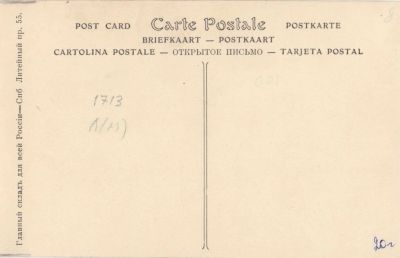 POST CARD Carte Postale POSTKARTE
BRIEFKAART — POSTKAART
CARTOLINA POSTALE — ОТКРЫТОЕ ПИСЬМО — TARJETA POSTAL
Главный складъ для всей Россіи—Спб Литейный пр. 55.
1713
20